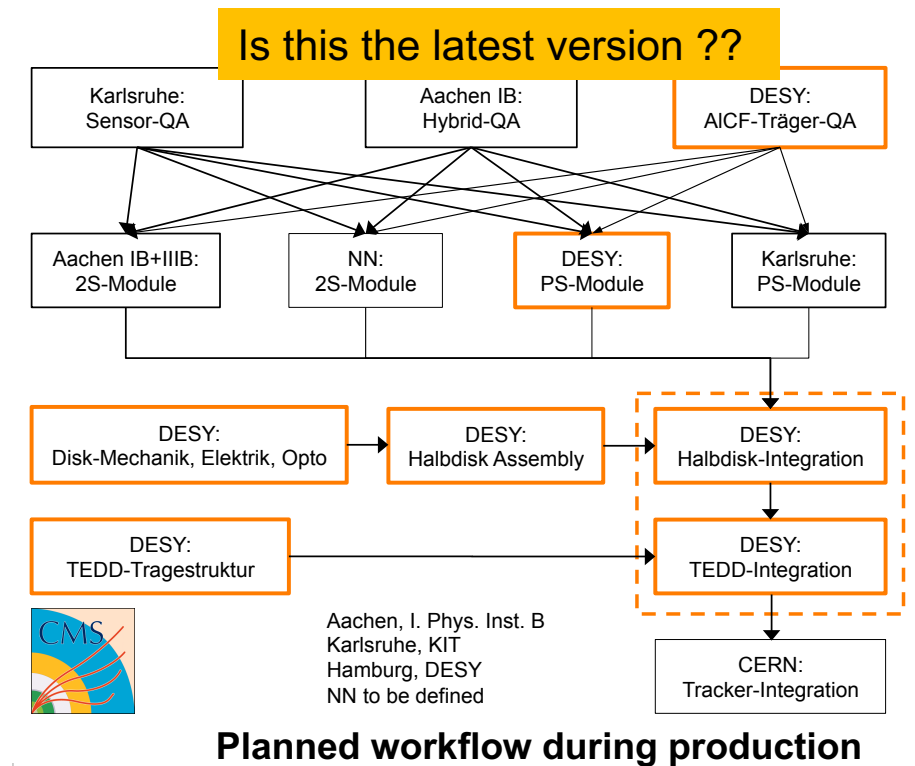 Is this the latest version ??
Karlsruhe:
Sensor-QA
Aachen IB:
Hybrid-QA
DESY:
AlCF-Träger-QA
Aachen IB+IIIB:
2S-Module
NN:
2S-Module
DESY:
PS-Module
Karlsruhe:
PS-Module
DESY:
Disk-Mechanik, Elektrik, Opto
DESY:
Halbdisk Assembly
DESY:
Halbdisk-Integration
DESY:
TEDD-Tragestruktur
DESY:
TEDD-Integration
CMS
Aachen, I. Phys. Inst. B
Karlsruhe, KIT
Hamburg, DESY
NN to be defined
CERN:
Tracker-Integration
Planned workflow during production